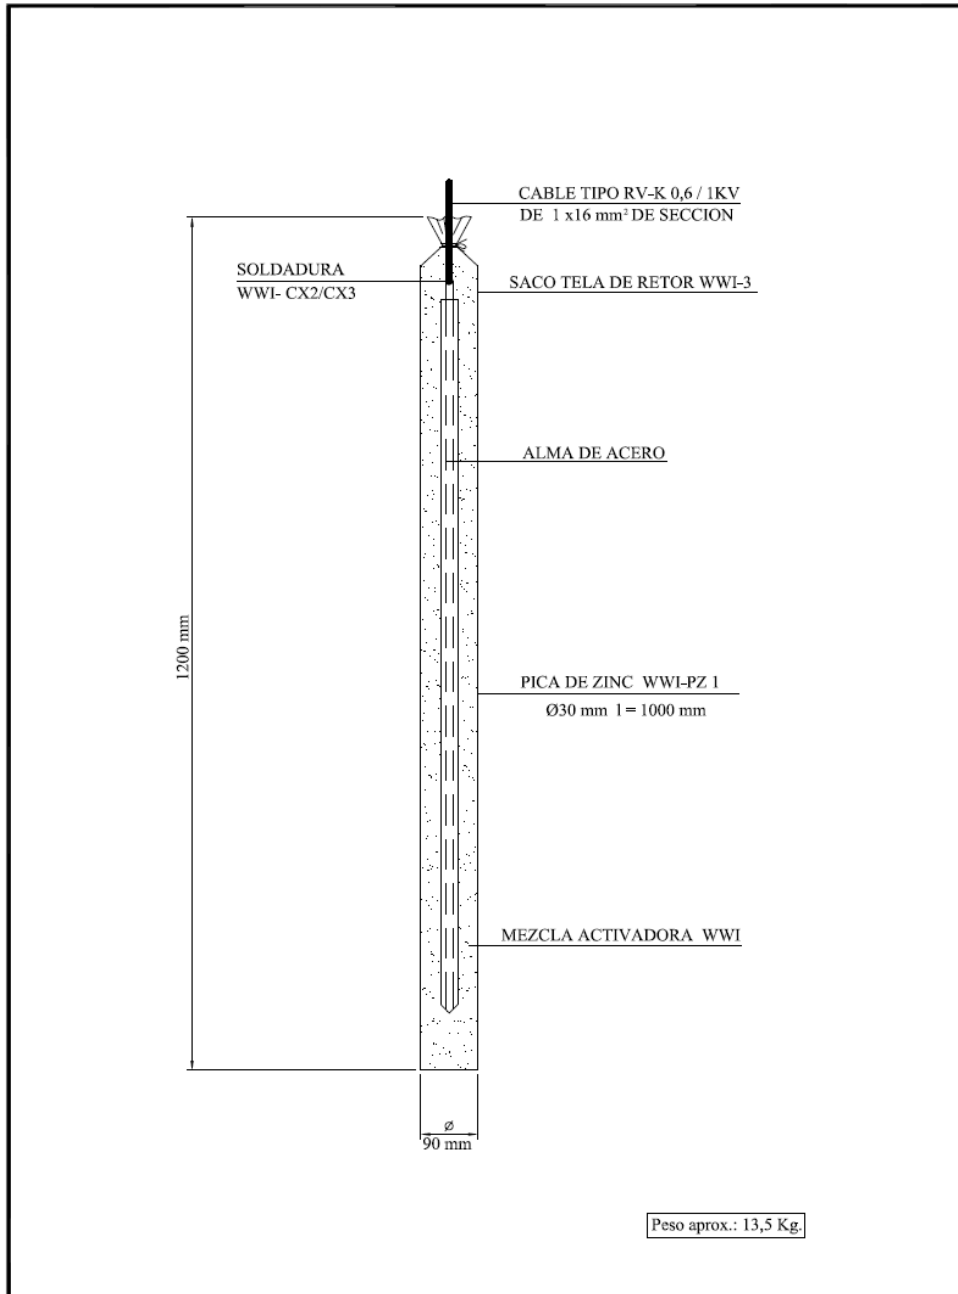 CABLE TIPO RV-K 0,6 / 1KV
DE 1 x16 mm² DE SECCION
SOLDADURA
WWI- CX2/CX3
SACO TELA DE RETOR WWI-3
ALMA DE ACERO
1200 mm
PICA DE ZINC WWI-PZ 1
Ø30 mm l = 1000 mm
MEZCLA ACTIVADORA WWI
Ø
90 mm
Peso aprox.: 13,5 Kg.